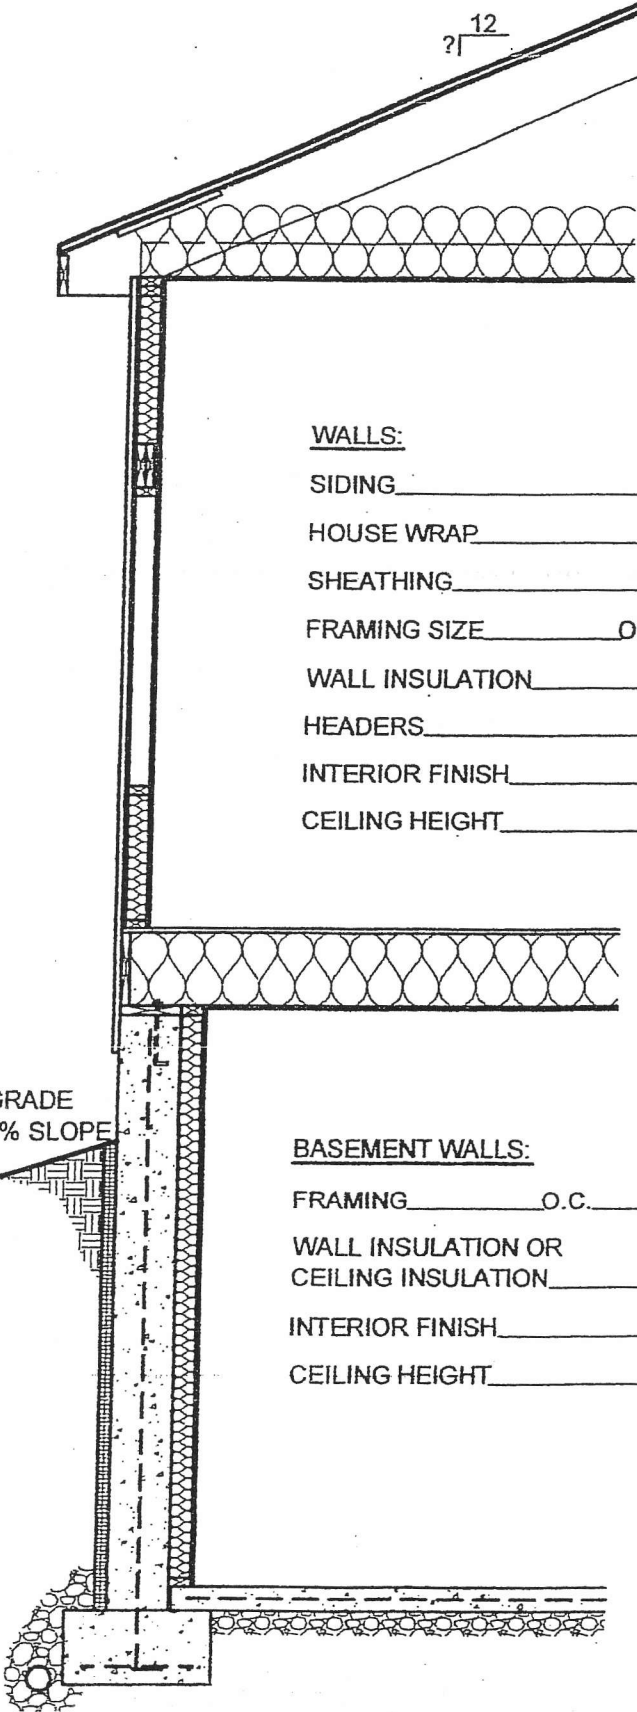 12
?
WALLS:
SIDING
HOUSE WRAP
SHEATHING
FRAMING SIZE O
WALL INSULATION
HEADERS
INTERIOR FINISH
CEILING HEIGHT
GRADE
% SLOPE
BASEMENT WALLS:
FRAMING O.C.
WALL INSULATION OR
CEILING INSULATION
INTERIOR FINISH
CEILING HEIGHT